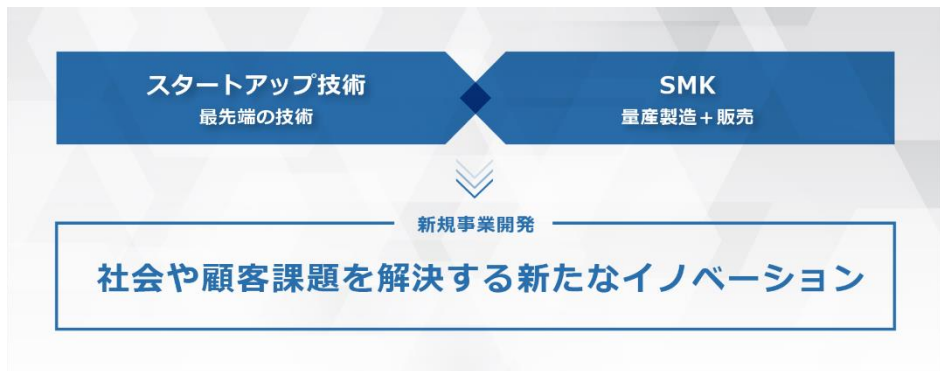 スタートアップ技術
最先端の技術
SMK
量産製造+販売
新規事業開発
社会や顧客課題を解決する新たなイノベーション